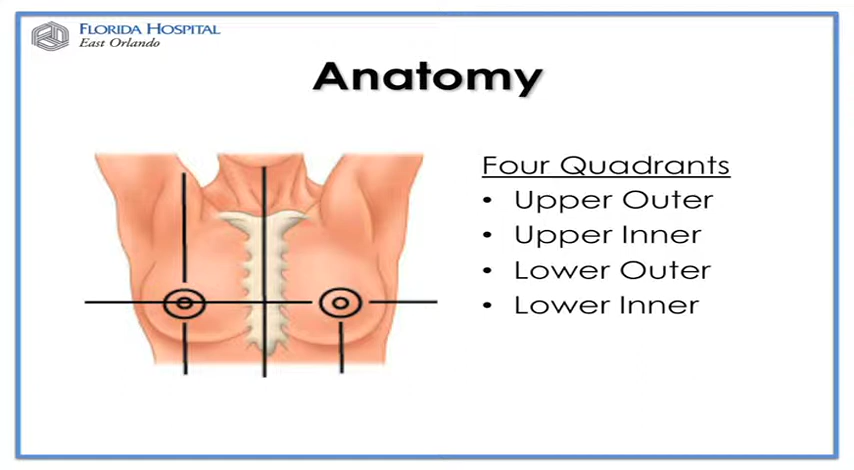 FLORIDA HOSPITAL
East Orlando
Anatomy
Four Quadrants
• Upper Outer
• Upper Inner
• Lower Outer
• Lower Inner